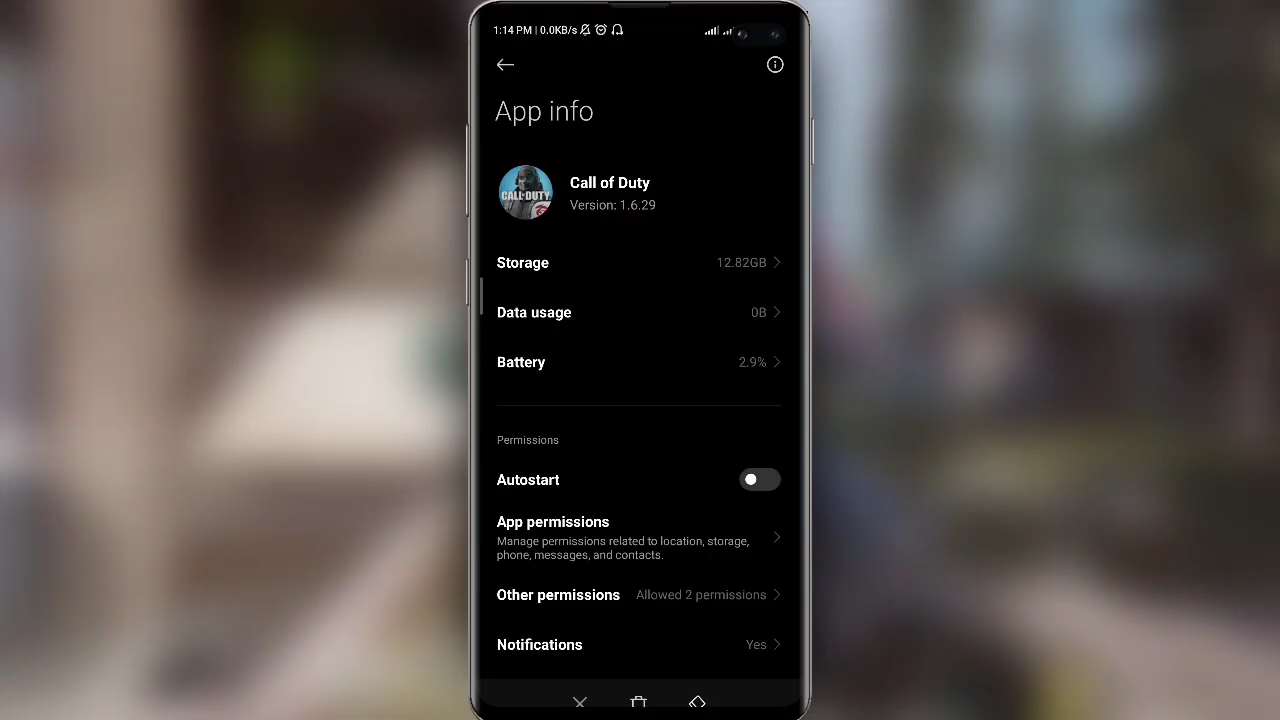 1:14 PM | 0.0KB/s
App info
CALL OF DUTY
Call of Duty
Version: 1.6.29
Storage 12.82GB
Data usage 0B
Battery 2.9%
Permissions
Autostart
App permissions
Manage permissions related to location, storage,
phone, messages, and contacts.
Other permissions Allowed 2 permissions
Notifications Yes